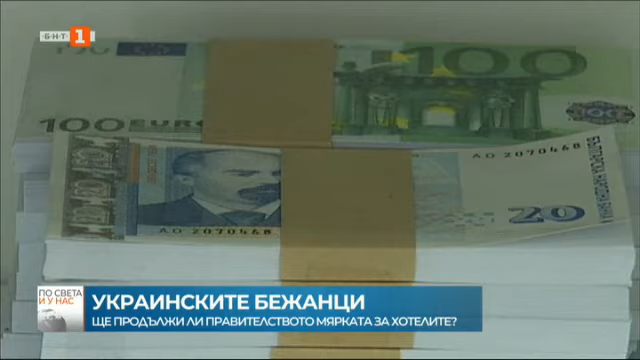 БНТ 1
100
100 EURO
АО 2070468
БЪЛГАРСКА НАРОДНА БАНКА
20
АО 2070468
ПО СВЕТА
И У НАС
УКРАИНСКИТЕ БЕЖАНЦИ
ЩЕ ПРОДЪЛЖИ ЛИ ПРАВИТЕЛСТВОТО МЯРКАТА ЗА ХОТЕЛИТЕ?